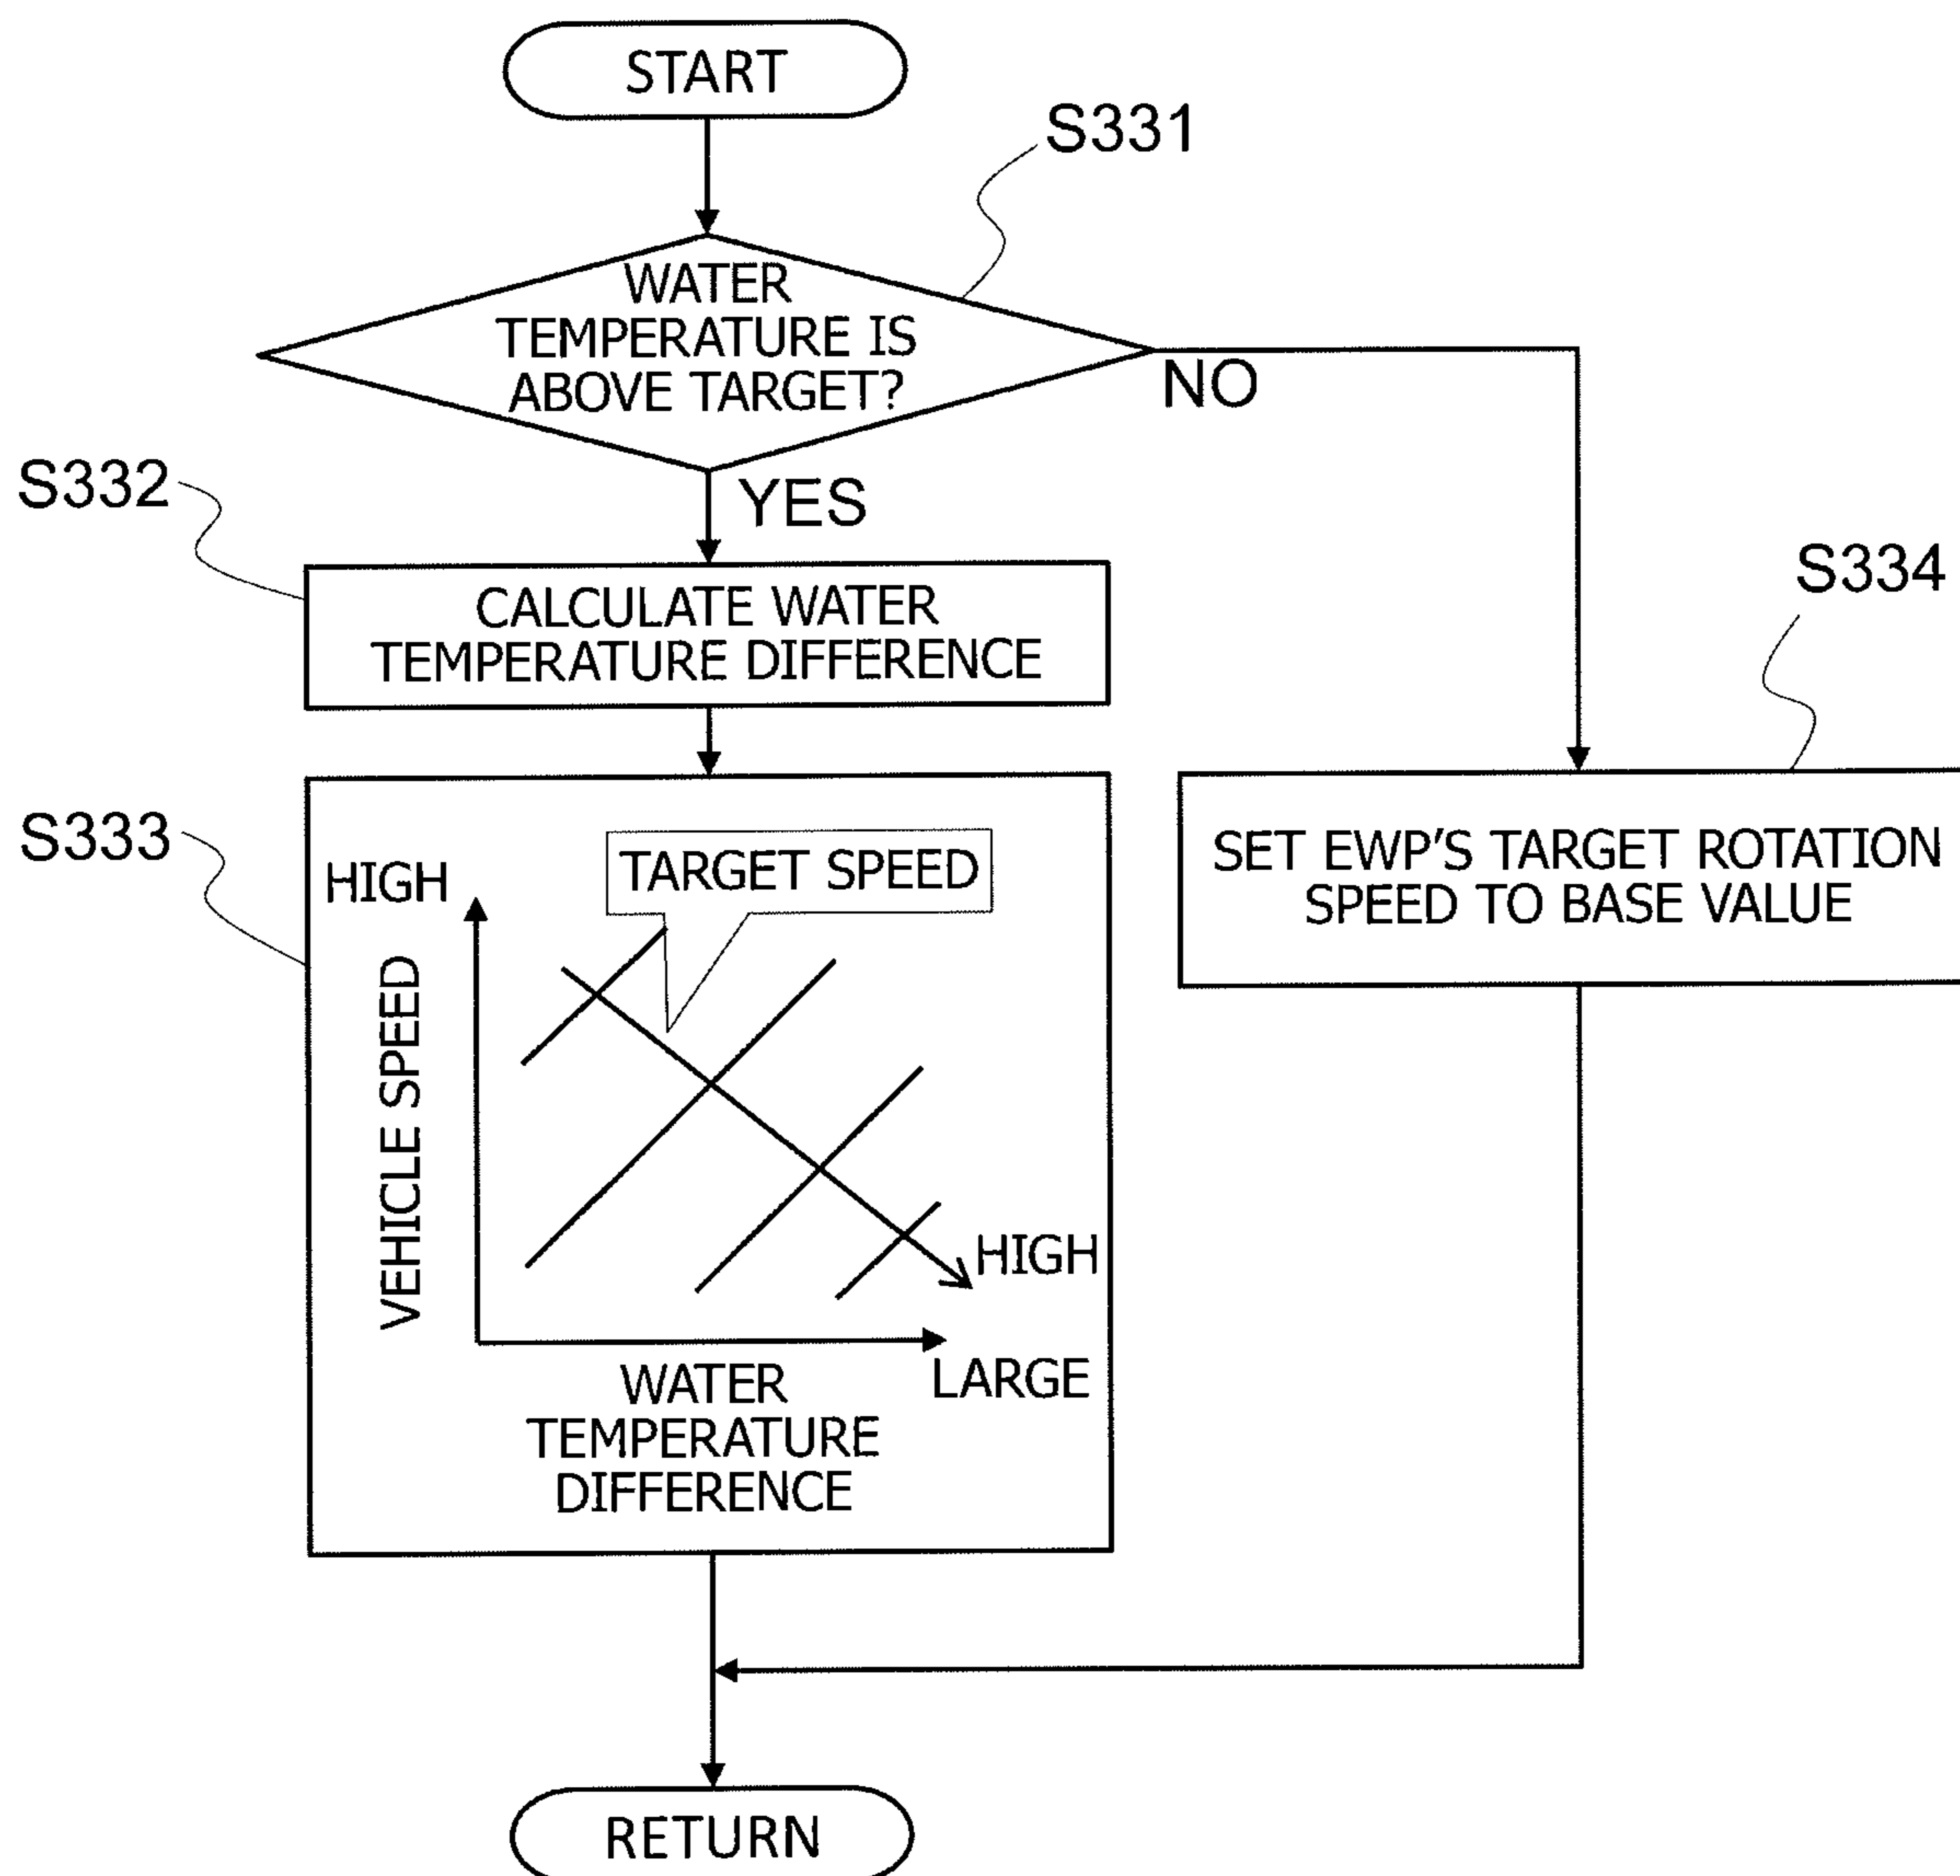 START
S331
WATER
TEMPERATURE IS
ABOVE TARGET?
NO
YES
S332
CALCULATE WATER
TEMPERATURE DIFFERENCE
S334
SET EWP'S TARGET ROTATION
SPEED TO BASE VALUE
S333
TARGET SPEED
HIGH
VEHICLE SPEED
HIGH
LARGE
WATER
TEMPERATURE
DIFFERENCE
RETURN